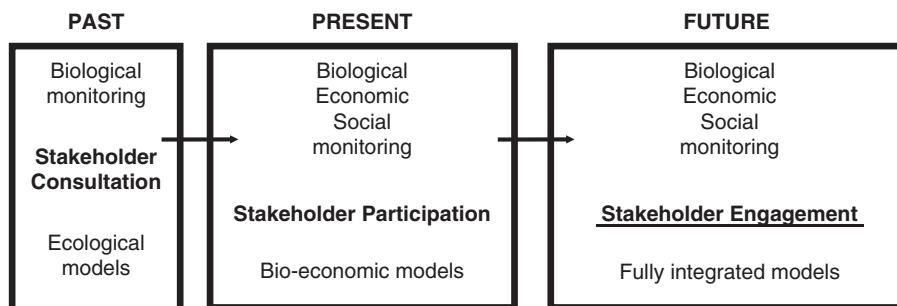 PAST
Biological
monitoring
Stakeholder
Consultation
Ecological
models
PRESENT
Biological
Economic
Social
monitoring
Stakeholder Participation
Bio-economic models
FUTURE
Biological
Economic
Social
monitoring
Stakeholder Engagement
Fully integrated models